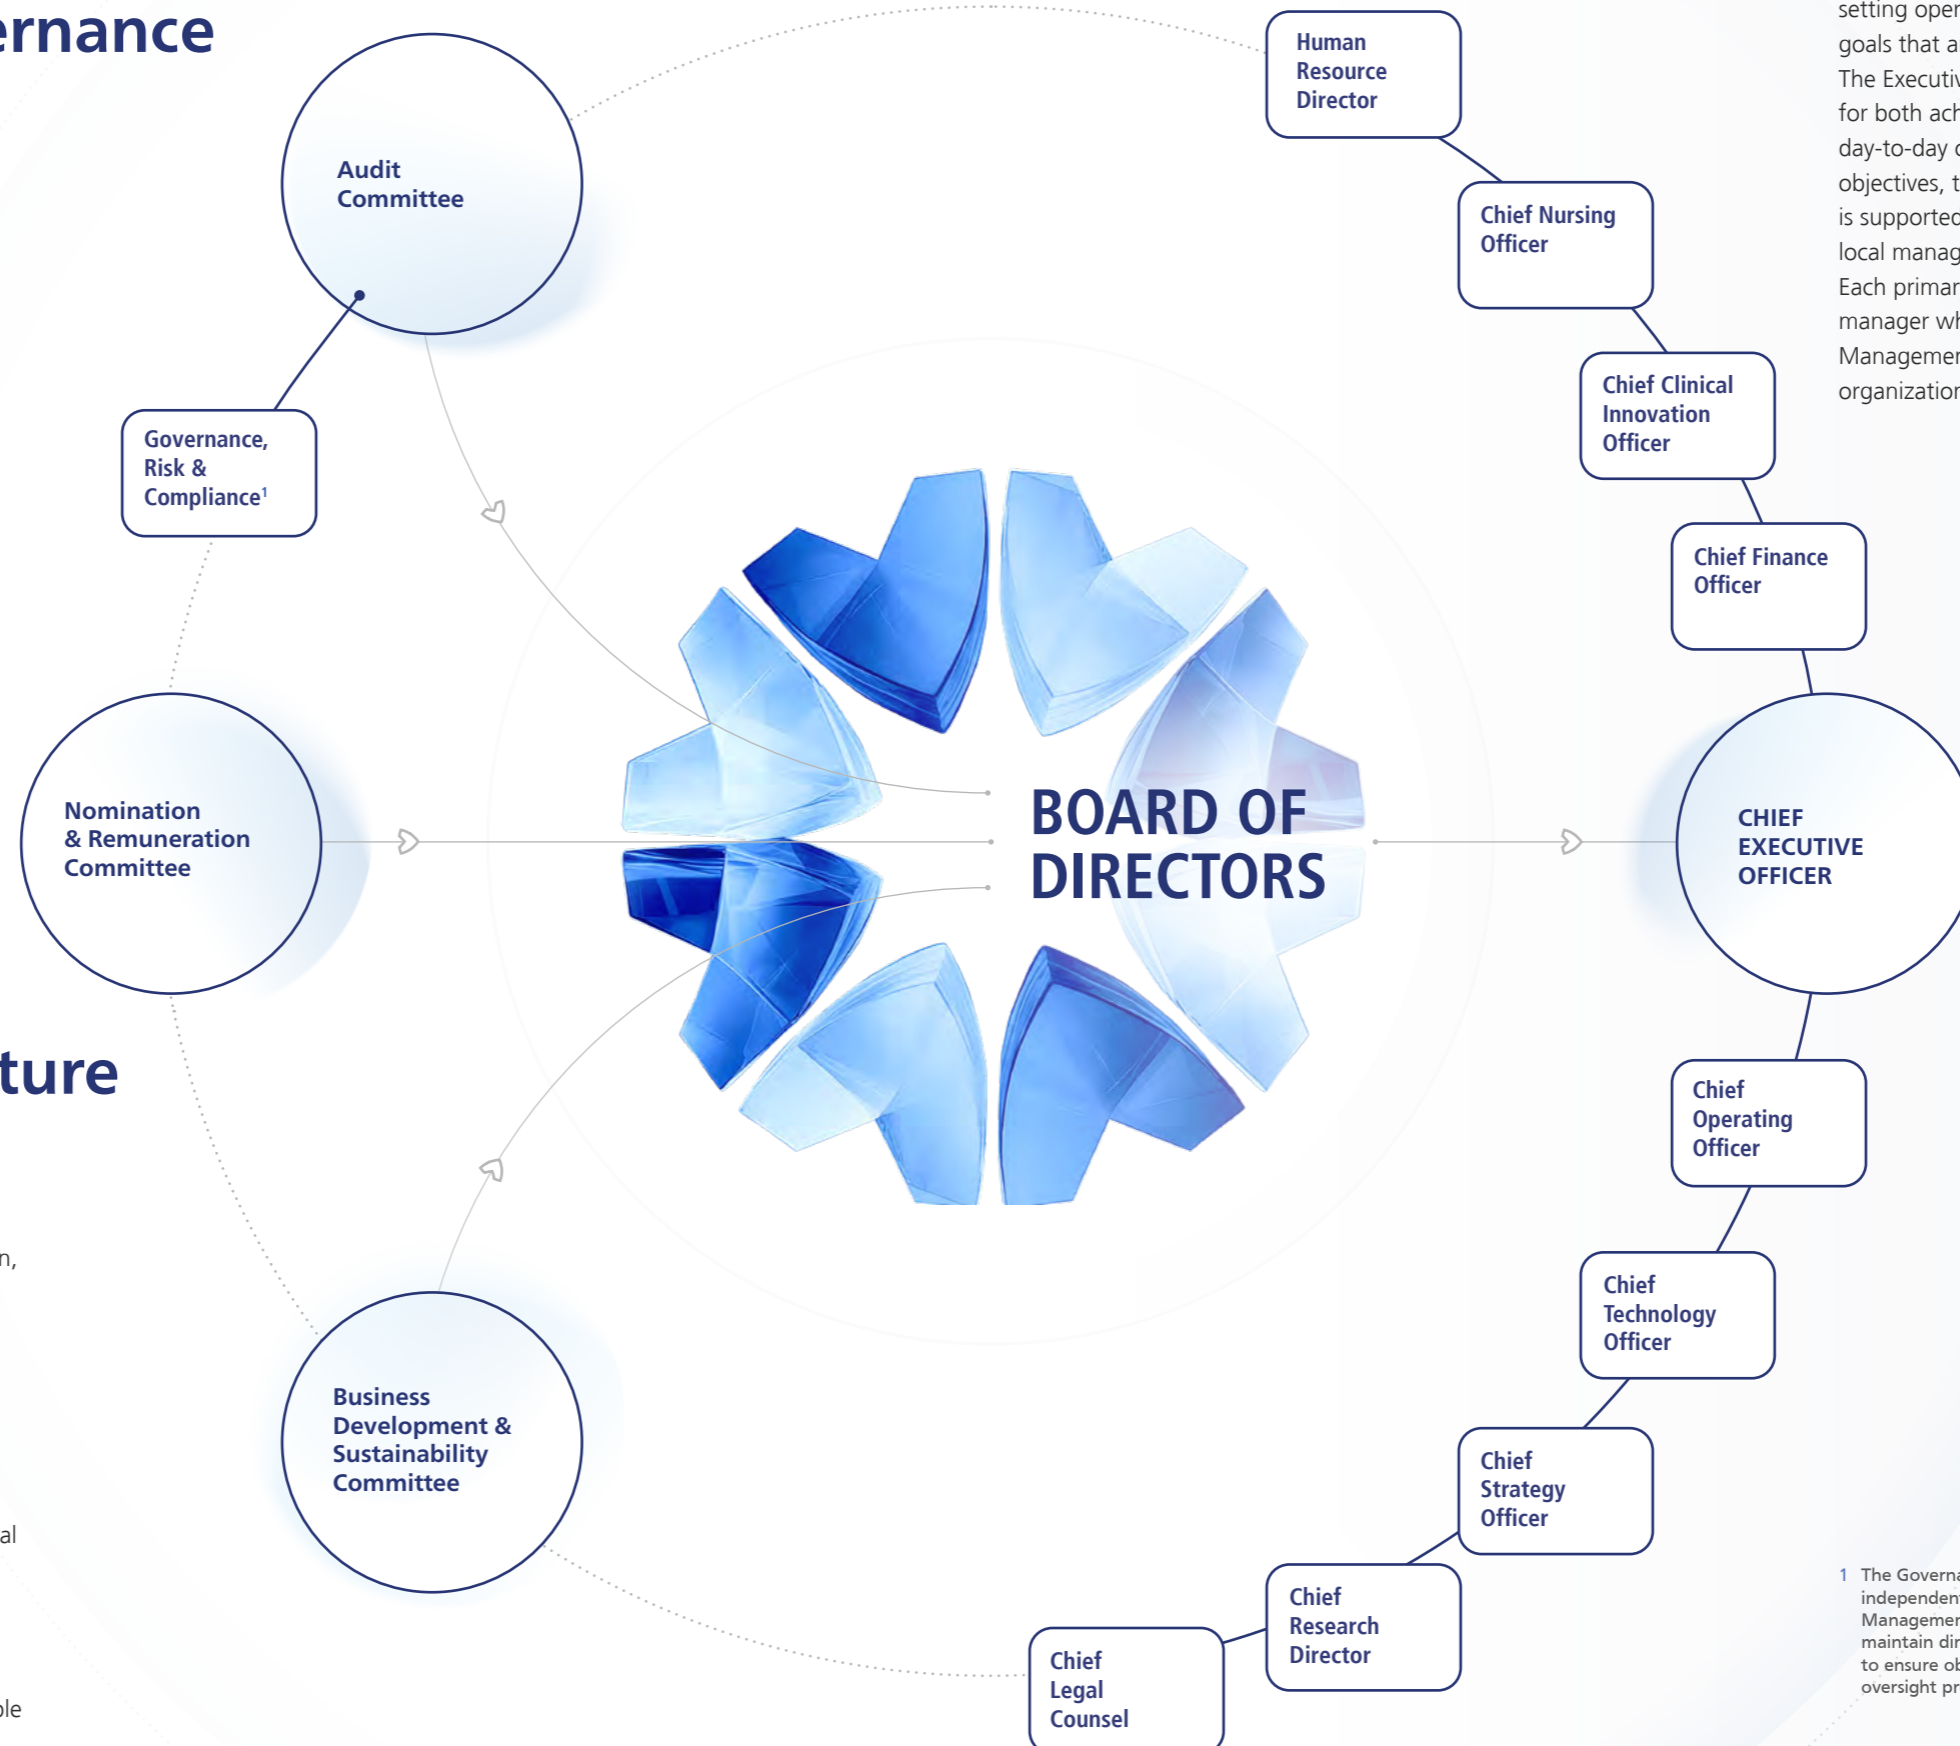 ernance
Audit
Committee
Governance,
Risk &
Compliance¹
Nomination
& Remuneration
Committee
ture
n,
Business
Development &
Sustainability
Committee
al
ble
BOARD OF
DIRECTORS
Human
Resource
Director
Chief Nursing
Officer
Chief Clinical
Innovation
Officer
Chief Finance
Officer
CHIEF
EXECUTIVE
OFFICER
Chief
Operating
Officer
Chief
Technology
Officer
Chief
Strategy
Officer
Chief
Research
Director
Chief
Legal
Counsel
setting oper
goals that a
The Executiv
for both ach
day-to-day
objectives, t
is supported
local manag
Each primar
manager wh
Managemer
organization
1 The Governa
independent
Managemer
maintain dir
to ensure ob
oversight pr